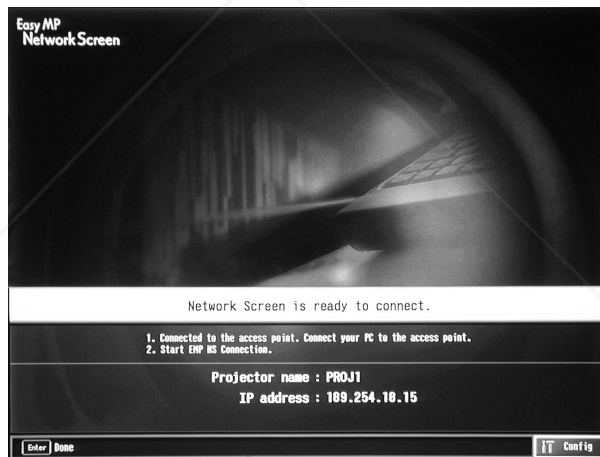 Easy MP
Network Screen
Network Screen is ready to connect.
1. Connected to the access point. Connect your PC to the access point.
2. Start EMP NS Connection.
Projector name : PROJ1
IP address : 189.254.18.15
Enter Done
Config